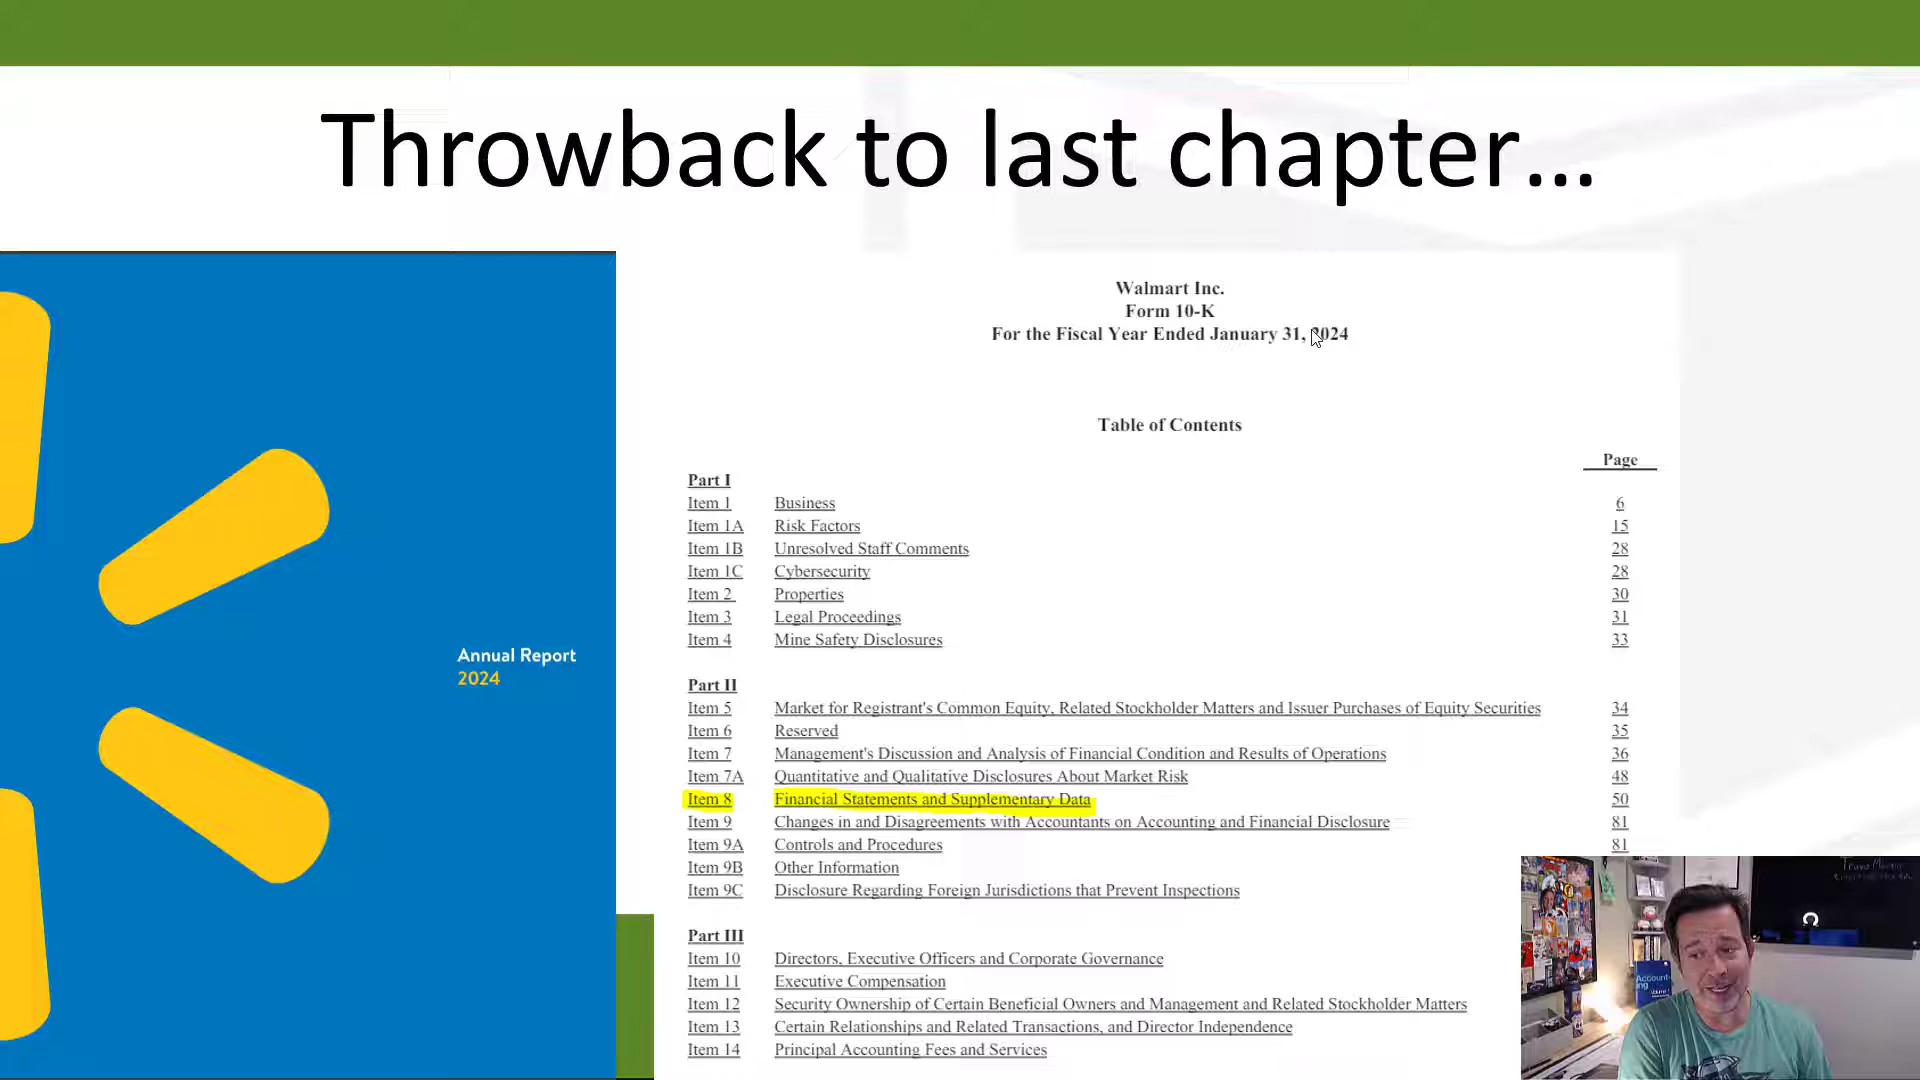 Throwback to last chapter...
Annual Report
2024
Walmart Inc.
Form 10-K
For the Fiscal Year Ended January 31, 2024
Table of Contents
Page
Part I
Item 1 Business 6
Item 1A Risk Factors 15
Item 1B Unresolved Staff Comments 28
Item 1C Cybersecurity 28
Item 2 Properties 30
Item 3 Legal Proceedings 31
Item 4 Mine Safety Disclosures 33
Part II
Item 5 Market for Registrant's Common Equity, Related Stockholder Matters and Issuer Purchases of Equity Securities 34
Item 6 Reserved 35
Item 7 Management's Discussion and Analysis of Financial Condition and Results of Operations 36
Item 7A Quantitative and Qualitative Disclosures About Market Risk 48
Item 8 Financial Statements and Supplementary Data 50
Item 9 Changes in and Disagreements with Accountants on Accounting and Financial Disclosure 81
Item 9A Controls and Procedures 81
Item 9B Other Information
Item 9C Disclosure Regarding Foreign Jurisdictions that Prevent Inspections
Part III
Item 10 Directors, Executive Officers and Corporate Governance
Item 11 Executive Compensation
Item 12 Security Ownership of Certain Beneficial Owners and Management and Related Stockholder Matters
Item 13 Certain Relationships and Related Transactions, and Director Independence
Item 14 Principal Accounting Fees and Services